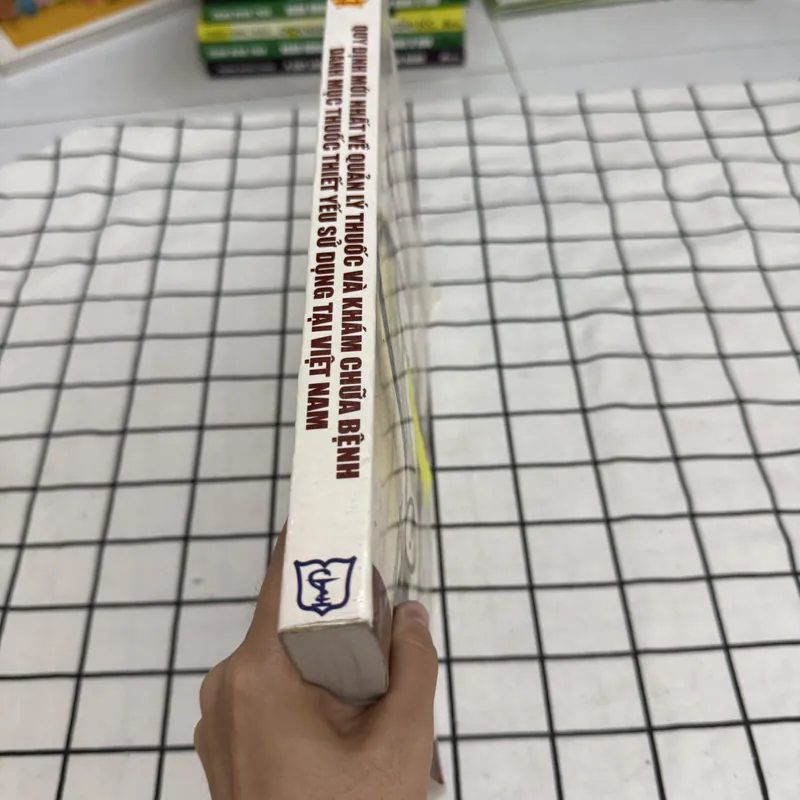 QUY ĐỊNH MỚI NHẤT VỀ QUẢN LÝ THUỐC VÀ KHÁM CHỮA BỆNH
DANH MỤC THUỐC THIẾT YẾU SỬ DỤNG TẠI VIỆT NAM